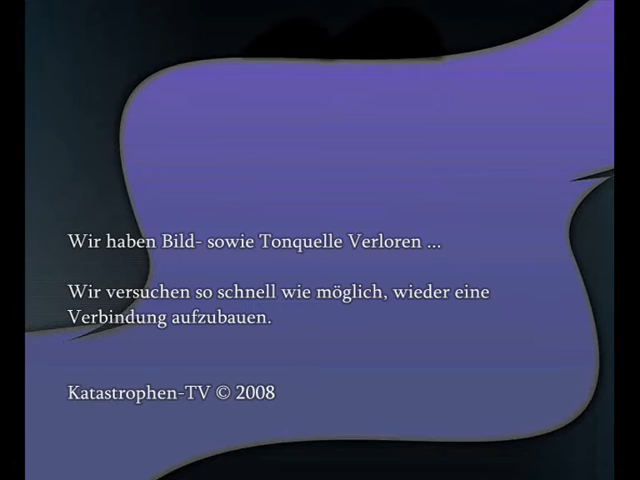 Wir haben Bild- sowie Tonquelle Verloren ...
Wir versuchen so schnell wie möglich, wieder eine
Verbindung aufzubauen.
Katastrophen-TV © 2008